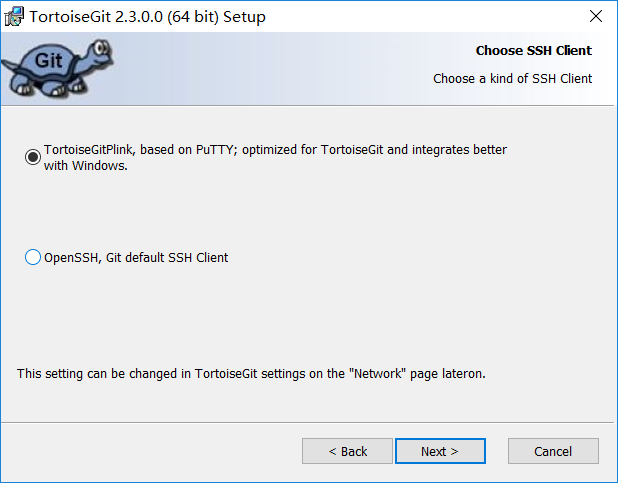 TortoiseGit 2.3.0.0 (64 bit) Setup
Git
Choose SSH Client
Choose a kind of SSH Client
TortoiseGitPlink, based on PuTTY; optimized for TortoiseGit and integrates better
with Windows.
OpenSSH, Git default SSH Client
This setting can be changed in TortoiseGit settings on the "Network" page lateron.
< Back
Next >
Cancel